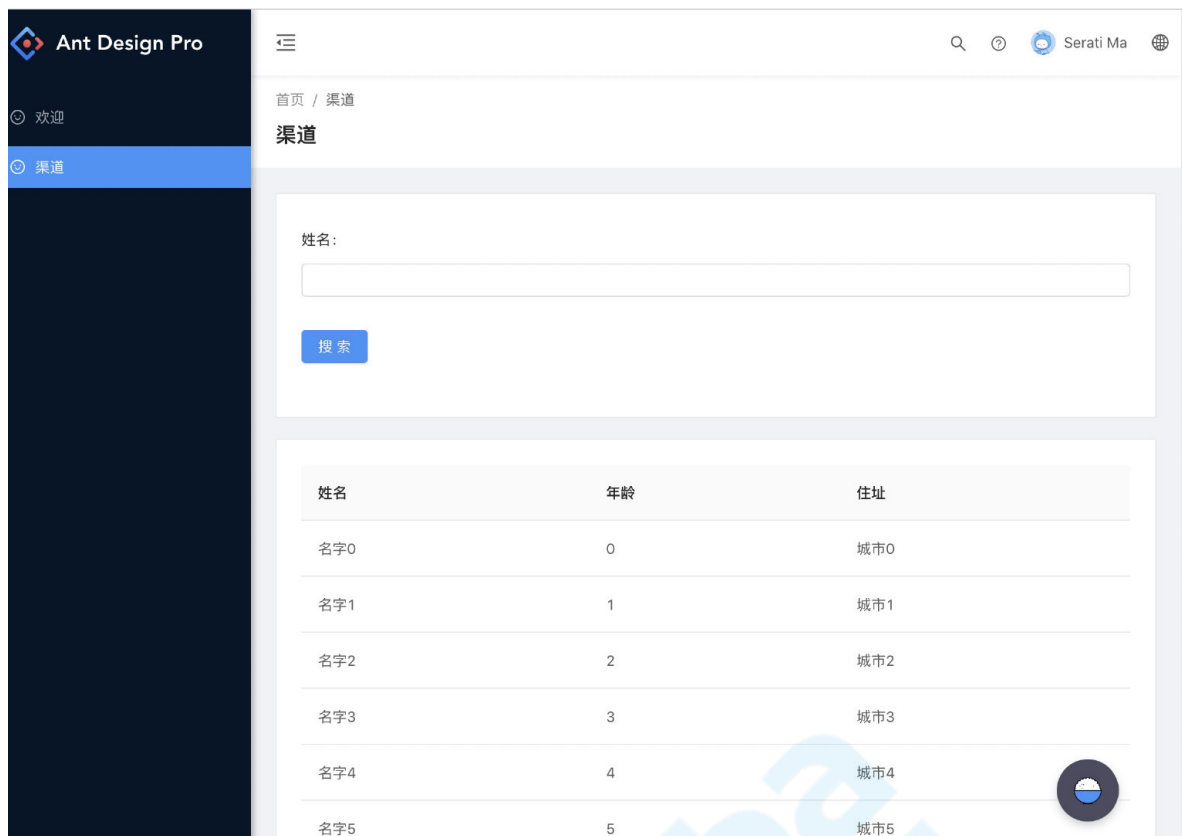 Ant Design Pro
Serati Ma
欢迎
渠道
首页 / 渠道
渠道
姓名:
搜 索
姓名 年龄 住址
名字0 0 城市0
名字1 1 城市1
名字2 2 城市2
名字3 3 城市3
名字4 4 城市4
名字5 5 城市5